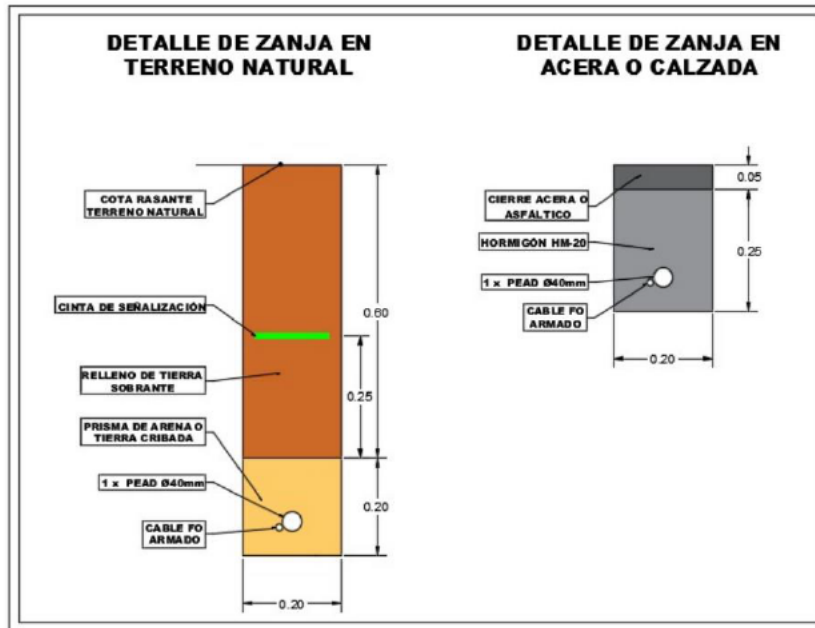 DETALLE DE ZANJA EN
TERRENO NATURAL
COTA RASANTE
TERRENO NATURAL
CINTA DE SEÑALIZACIÓN
RELLENO DE TIERRA
SOBRANTE
PRISMA DE ARENA O
TIERRA CRIBADA
1 x PEAD Ø40mm
CABLE FO
ARMADO
0.60
0.25
0.20
0.20
DETALLE DE ZANJA EN
ACERA O CALZADA
CIERRE ACERA O
ASFÁLTICO
HORMIGÓN HM-20
1 x PEAD Ø40mm
CABLE FO
ARMADO
0.05
0.25
0.20